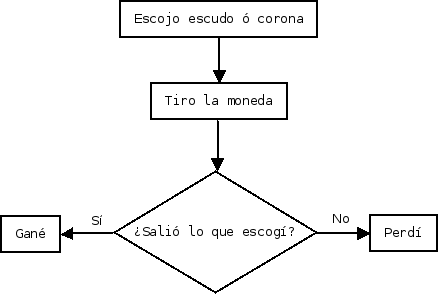 Escojo escudo ó corona
Tiro la moneda
¿Salió lo que escogí?
Sí
No
Gané
Perdí